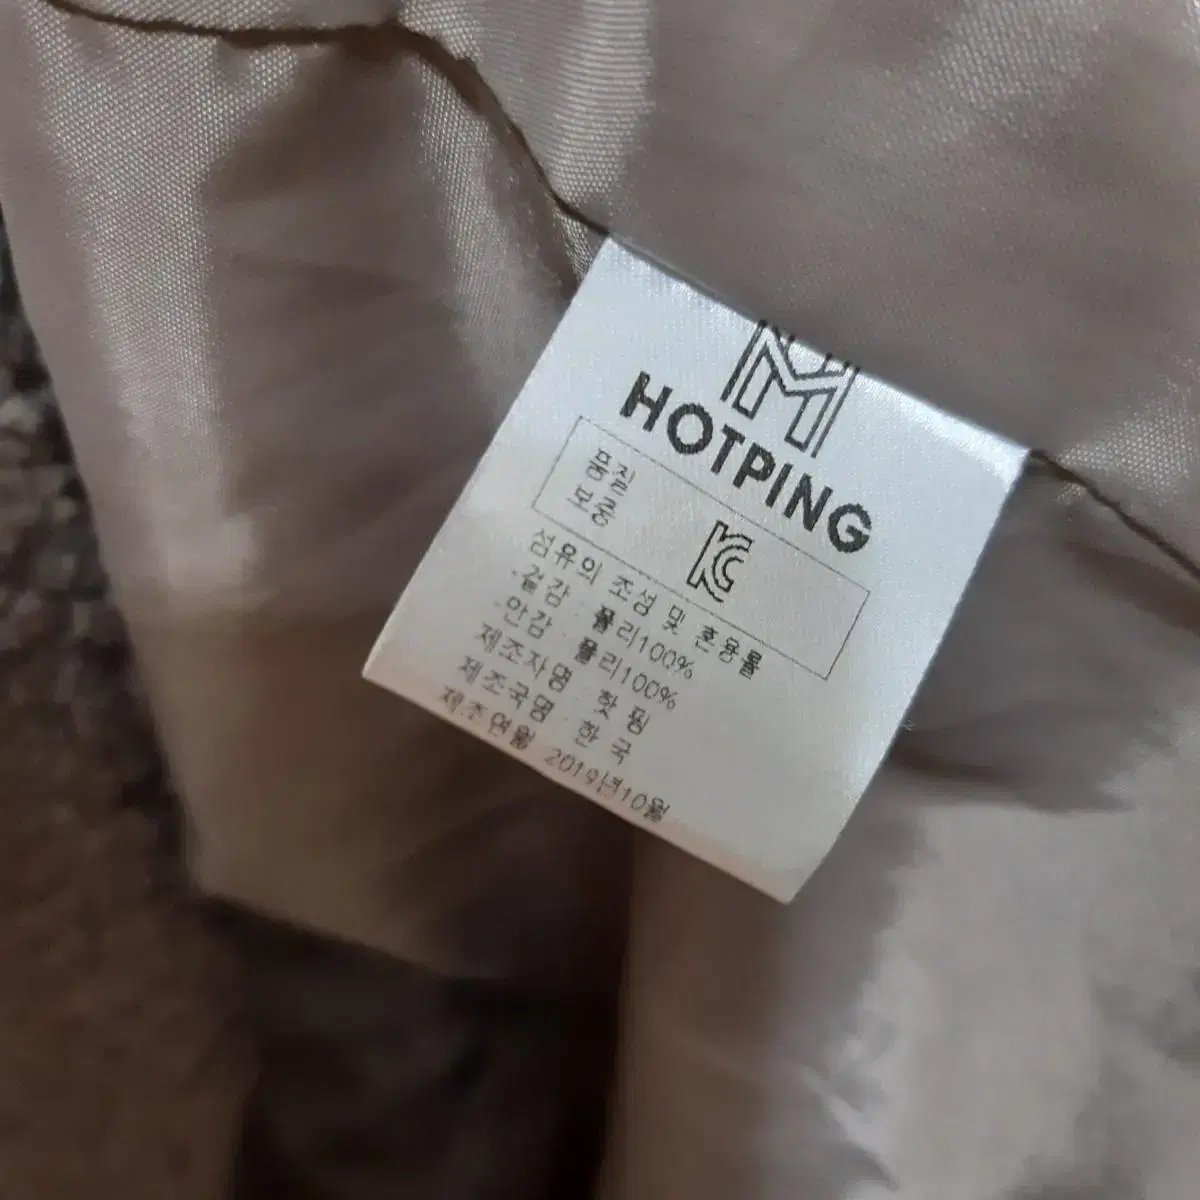 HOTPING
품질
보증
섬유의 조성 및 혼용률
·겉감 : 폴리100%
·안감 : 폴리100%
제조자명 : 핫핑
제조국명 : 한국
제조연월 2019년10월